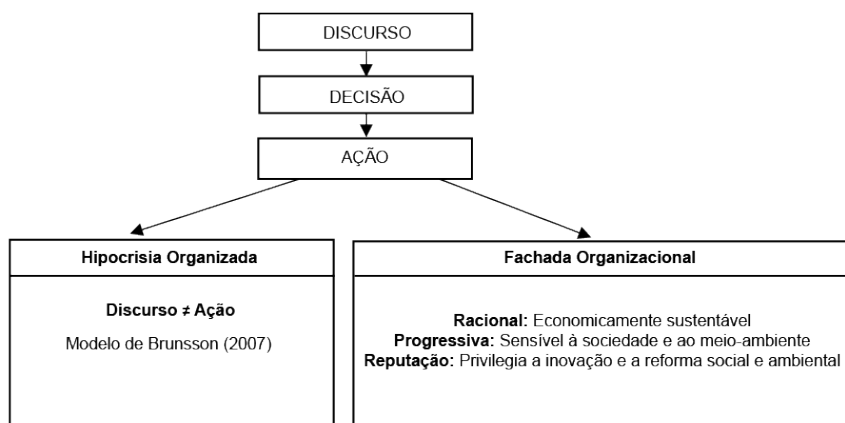 DISCURSO
DECISÃO
AÇÃO
Hipocrisia Organizada
Discurso ≠ Ação
Modelo de Brunsson (2007)
Fachada Organizacional
Racional: Economicamente sustentável
Progressiva: Sensível à sociedade e ao meio-ambiente
Reputação: Privilegia a inovação e a reforma social e ambiental